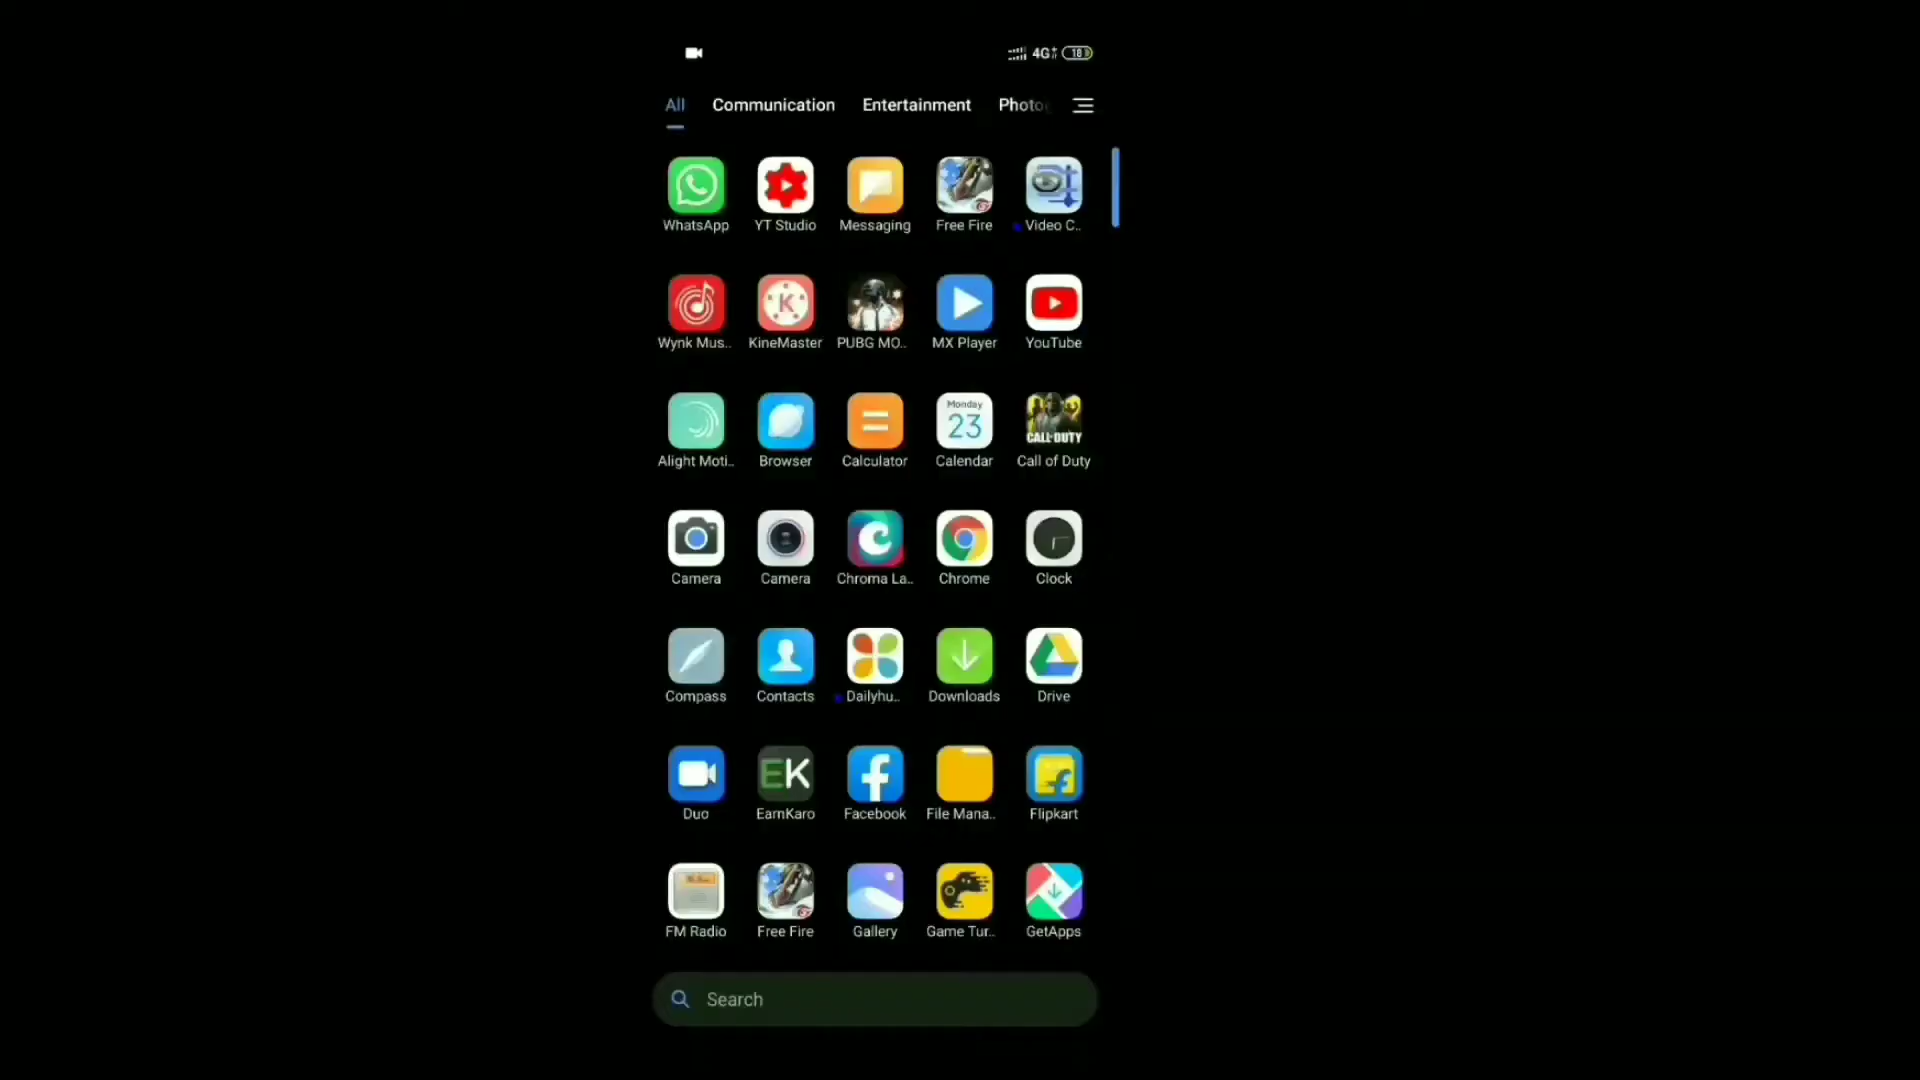 4G+ 18
All Communication Entertainment Photo
WhatsApp YT Studio Messaging Free Fire Video C..
Wynk Mus.. KineMaster PUBG MO.. MX Player YouTube
Monday
23
CALL DUTY
Alight Moti.. Browser Calculator Calendar Call of Duty
Camera Camera Chroma La.. Chrome Clock
Compass Contacts Dailyhu.. Downloads Drive
EK
Duo EarnKaro Facebook File Mana.. Flipkart
FM Radio Free Fire Gallery Game Tur.. GetApps
Search